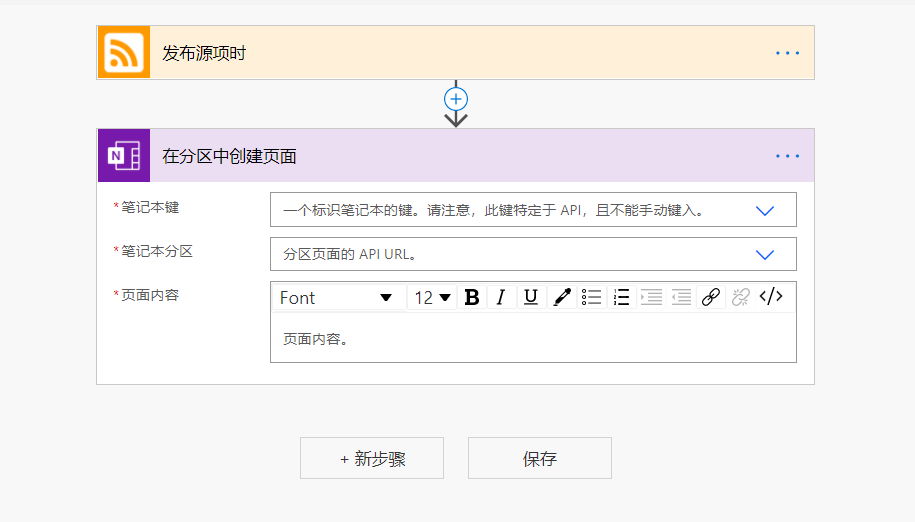 发布源项时
在分区中创建页面
*笔记本键
一个标识笔记本的键。请注意，此键特定于 API，且不能手动键入。
*笔记本分区
分区页面的 API URL。
*页面内容
Font 12 B I U </>
页面内容。
+ 新步骤
保存